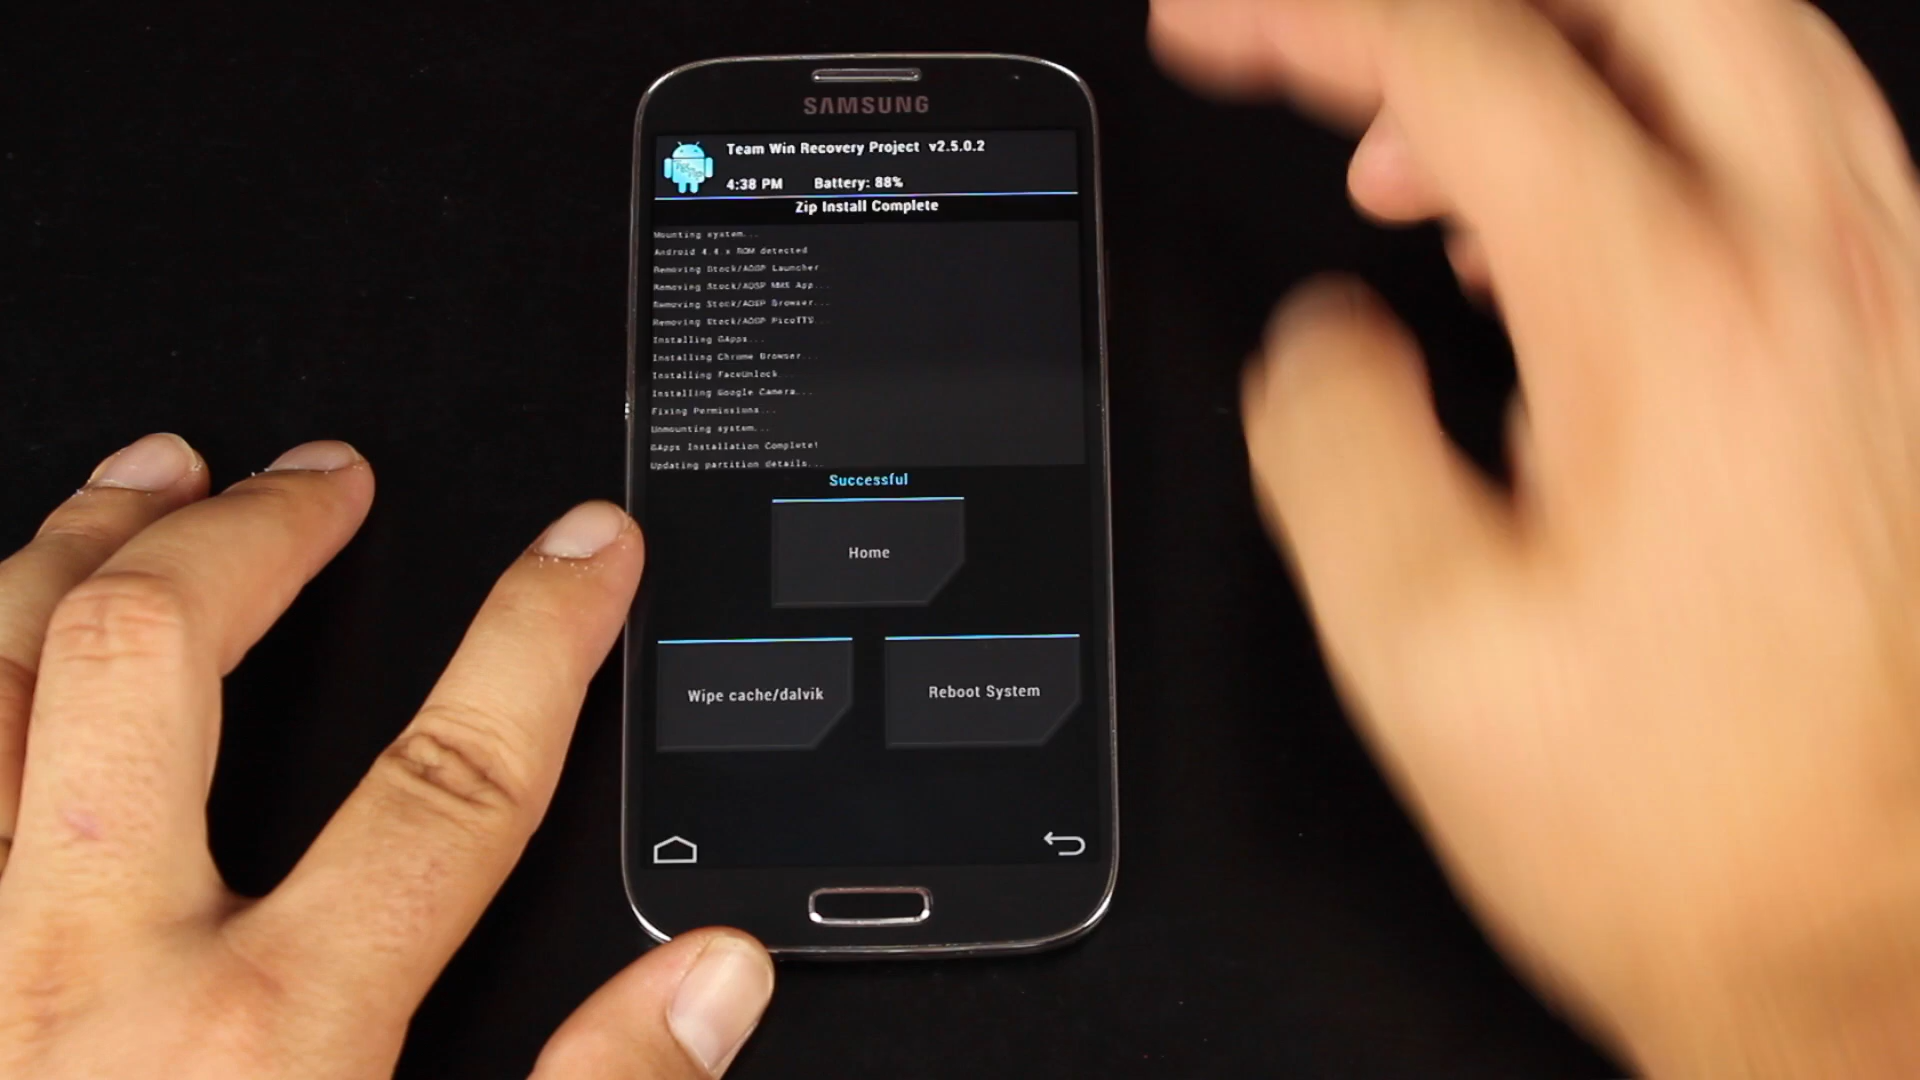 SAMSUNG
Team Win Recovery Project v2.5.0.2
4:38 PM Battery: 88%
Zip Install Complete
Mounting system...
Android 4.4.x ROM detected
Removing Stock/AOSP Launcher
Removing Stock/AOSP MMS App...
Removing Stock/AOSP Browser...
Removing Stock/AOSP PicoTTS...
Installing GApps...
Installing Chrome Browser...
Installing FaceUnlock...
Installing Google Camera...
Fixing Permissions...
Unmounting system...
GApps Installation Complete!
Updating partition details...
Successful
Home
Wipe cache/dalvik
Reboot System